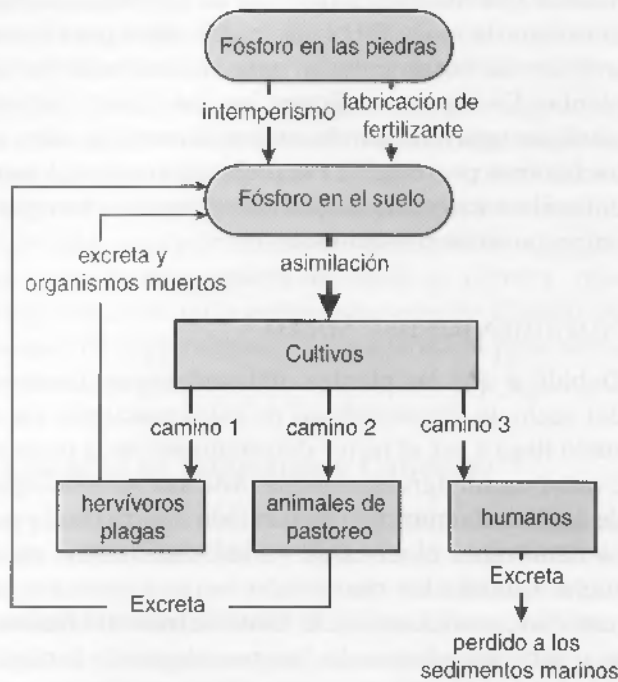 Fósforo en las piedras
intemperismo
fabricación de
fertilizante
Fósforo en el suelo
excreta y
organismos muertos
asimilación
Cultivos
camino 1
camino 2
camino 3
hervívoros
plagas
animales de
pastoreo
humanos
Excreta
Excreta
perdido a los
sedimentos marinos